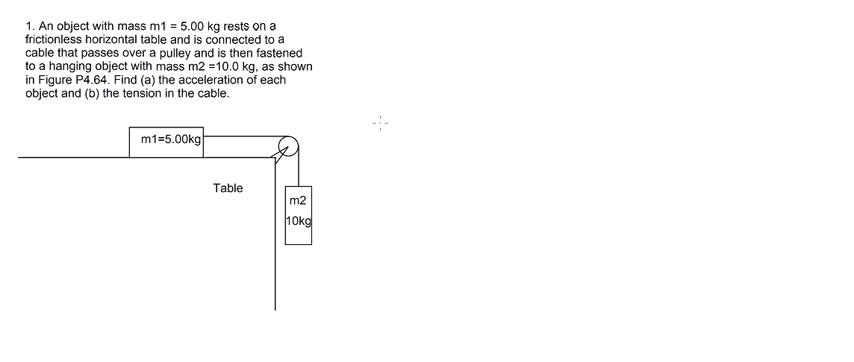 1. An object with mass m1 = 5.00 kg rests on a
frictionless horizontal table and is connected to a
cable that passes over a pulley and is then fastened
to a hanging object with mass m2 =10.0 kg, as shown
in Figure P4.64. Find (a) the acceleration of each
object and (b) the tension in the cable.
m1=5.00kg
Table
m2
10kg